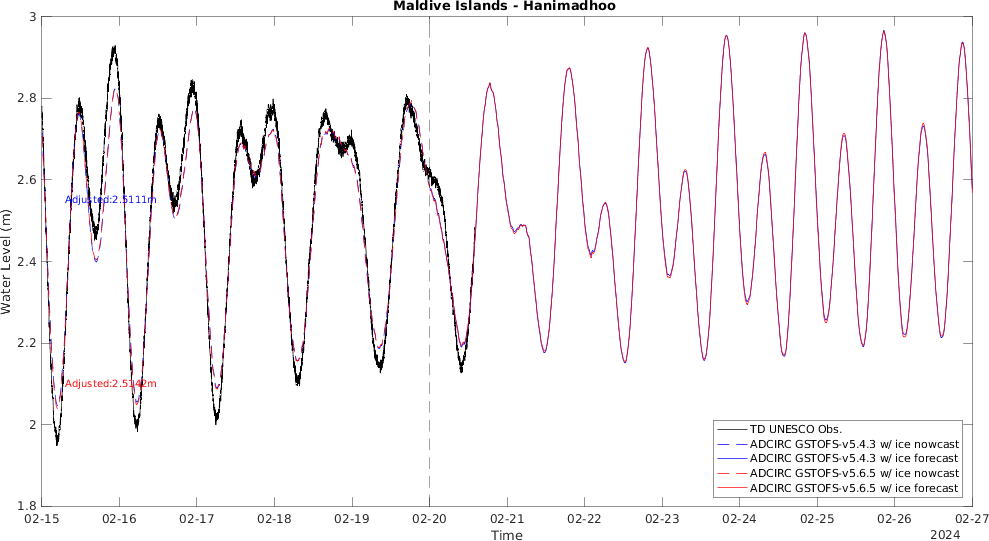 Maldive Islands - Hanimadhoo
3
2.8
2.6
2.4
2.2
2
1.8
Water Level (m)
Adjusted:2.5111m
Adjusted:2.5142m
TD UNESCO Obs.
ADCIRC GSTOFS-v5.4.3 w/ ice nowcast
ADCIRC GSTOFS-v5.4.3 w/ ice forecast
ADCIRC GSTOFS-v5.6.5 w/ ice nowcast
ADCIRC GSTOFS-v5.6.5 w/ ice forecast
02-15 02-16 02-17 02-18 02-19 02-20 02-21 02-22 02-23 02-24 02-25 02-26 02-27
Time
2024